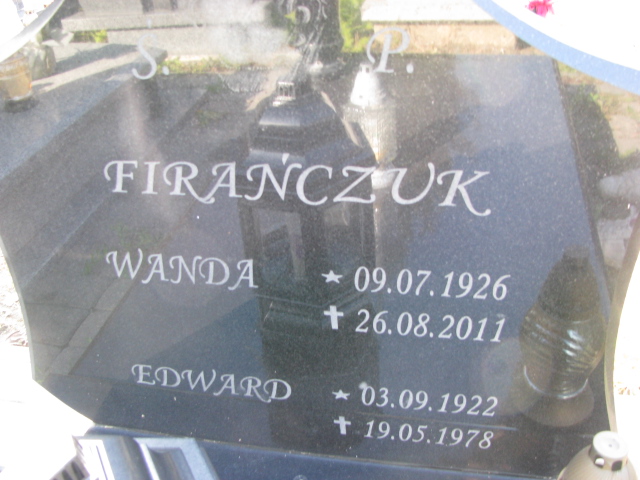 S. P.
FIRAŃCZUK
WANDA ★ 09.07.1926
✝ 26.08.2011
EDWARD ★ 03.09.1922
✝ 19.05.1978